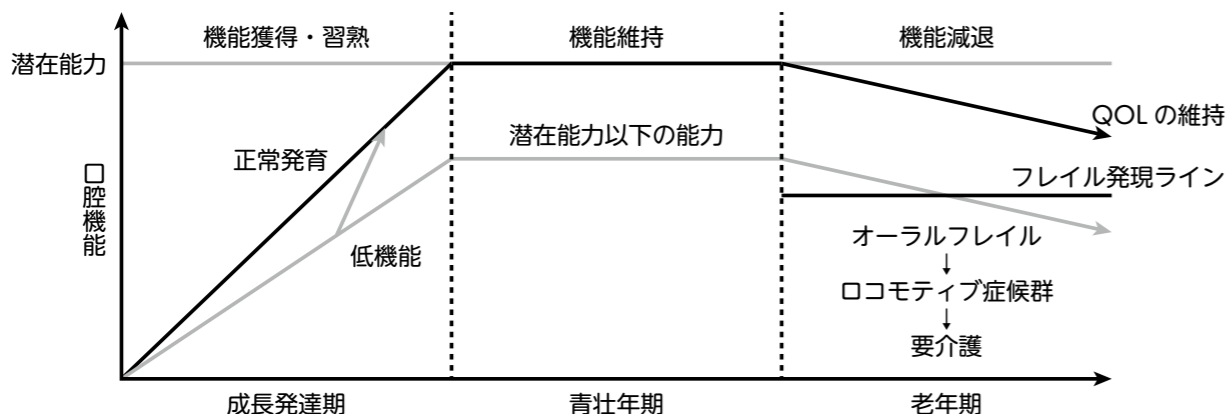 機能獲得・習熟
機能維持
機能減退
潜在能力
QOL の維持
潜在能力以下の能力
正常発育
フレイル発現ライン
口腔機能
低機能
オーラルフレイル
↓
ロコモティブ症候群
↓
要介護
成長発達期
青壮年期
老年期